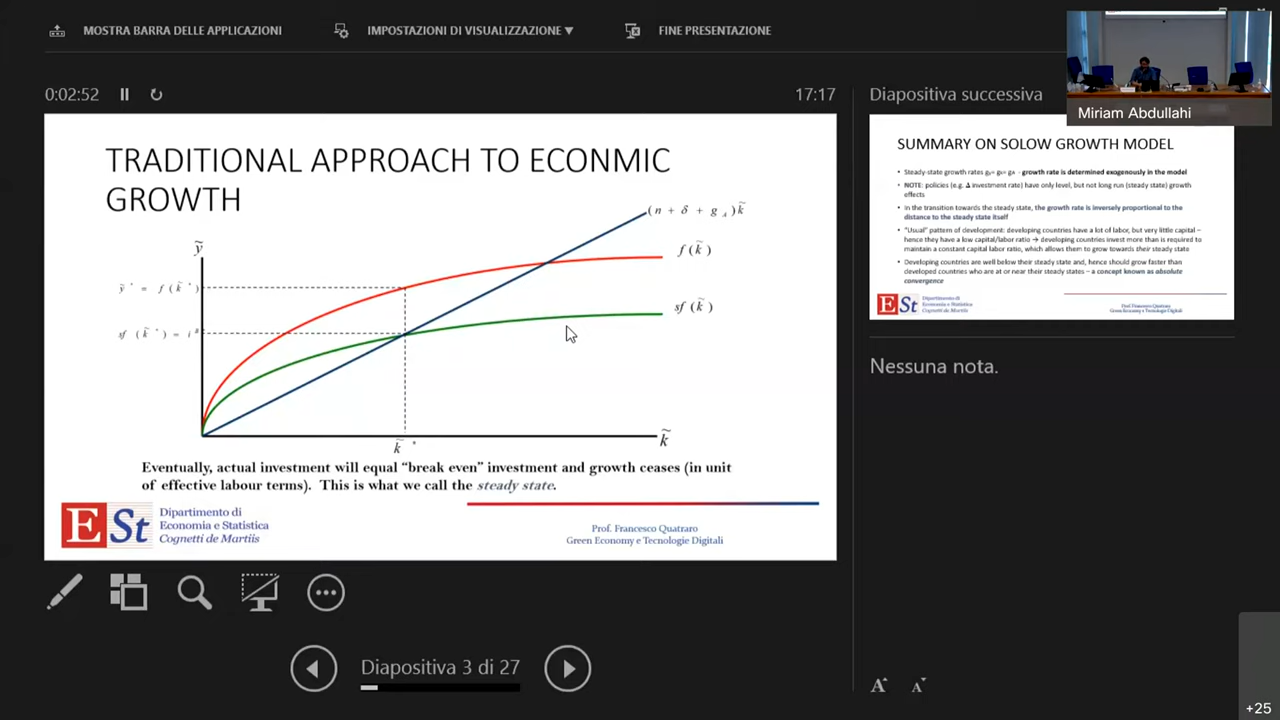 MOSTRA BARRA DELLE APPLICAZIONI
IMPOSTAZIONI DI VISUALIZZAZIONE ▼
FINE PRESENTAZIONE
Miriam Abdullahi
0:02:52
17:17
Diapositiva successiva
TRADITIONAL APPROACH TO ECONMIC
GROWTH
(n + δ + g_A)k̃
ỹ
f(k̃)
ỹ* = f(k̃*)
sf(k̃)
sf(k̃*) = i
k̃
k̃*
Eventually, actual investment will equal “break even” investment and growth ceases (in unit
of effective labour terms). This is what we call the steady state.
ESt
Dipartimento di
Economia e Statistica
Cognetti de Martiis
Prof. Francesco Quatraro
Green Economy e Tecnologie Digitali
SUMMARY ON SOLOW GROWTH MODEL
• Steady-state growth rates growth rate is determined exogenously in the model
• NOTE: policies (e.g. Δ investment rate) have only level, but not long run (steady state) growth
effects
• In the transition towards the steady state, the growth rate is inversely proportional to the
distance to the steady state itself
• “Usual” pattern of development: developing countries have a lot of labor, but very little capital –
hence they have a low capital/labor ratio → developing countries invest more than is required to
maintain a constant capital labor ratio, which allows them to grow towards their steady state
• Developing countries are well below their steady state and, hence should grow faster than
developed countries who are at or near their steady states – a concept known as absolute
convergence
ESt
Dipartimento di
Economia e Statistica
Cognetti de Martiis
Prof. Francesco Quatraro
Green Economy e Tecnologie Digitali
Nessuna nota.
Diapositiva 3 di 27
A A
+25